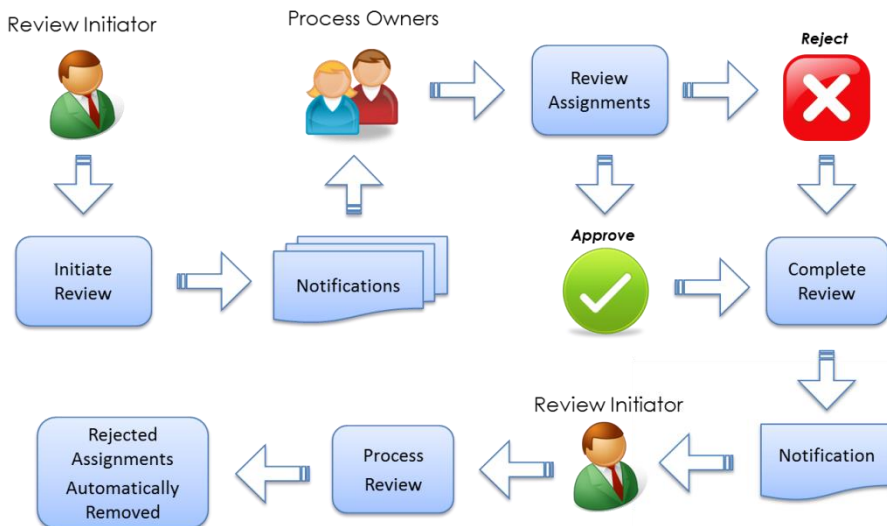 Review Initiator
Process Owners
Review
Assignments
Reject
Initiate
Review
Notifications
Approve
Complete
Review
Rejected
Assignments
Automatically
Removed
Process
Review
Review Initiator
Notification